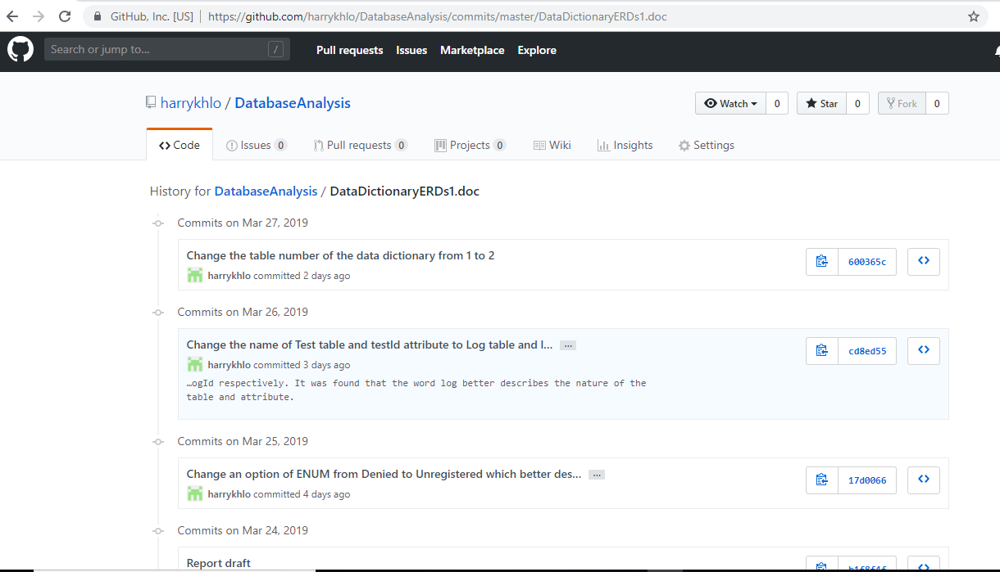 GitHub, Inc. [US] | https://github.com/harrykhlo/DatabaseAnalysis/commits/master/DataDictionaryERDs1.doc
Search or jump to... / Pull requests Issues Marketplace Explore
harrykhlo / DatabaseAnalysis Watch 0 Star 0 Fork 0
<> Code Issues 0 Pull requests 0 Projects 0 Wiki Insights Settings
History for DatabaseAnalysis / DataDictionaryERDs1.doc
Commits on Mar 27, 2019
Change the table number of the data dictionary from 1 to 2
600365c <>
harrykhlo committed 2 days ago
Commits on Mar 26, 2019
Change the name of Test table and testId attribute to Log table and l... ...
cd8ed55 <>
harrykhlo committed 3 days ago
…ogId respectively. It was found that the word log better describes the nature of the
table and attribute.
Commits on Mar 25, 2019
Change an option of ENUM from Denied to Unregistered which better des... ...
17d0066 <>
harrykhlo committed 4 days ago
Commits on Mar 24, 2019
Report draft